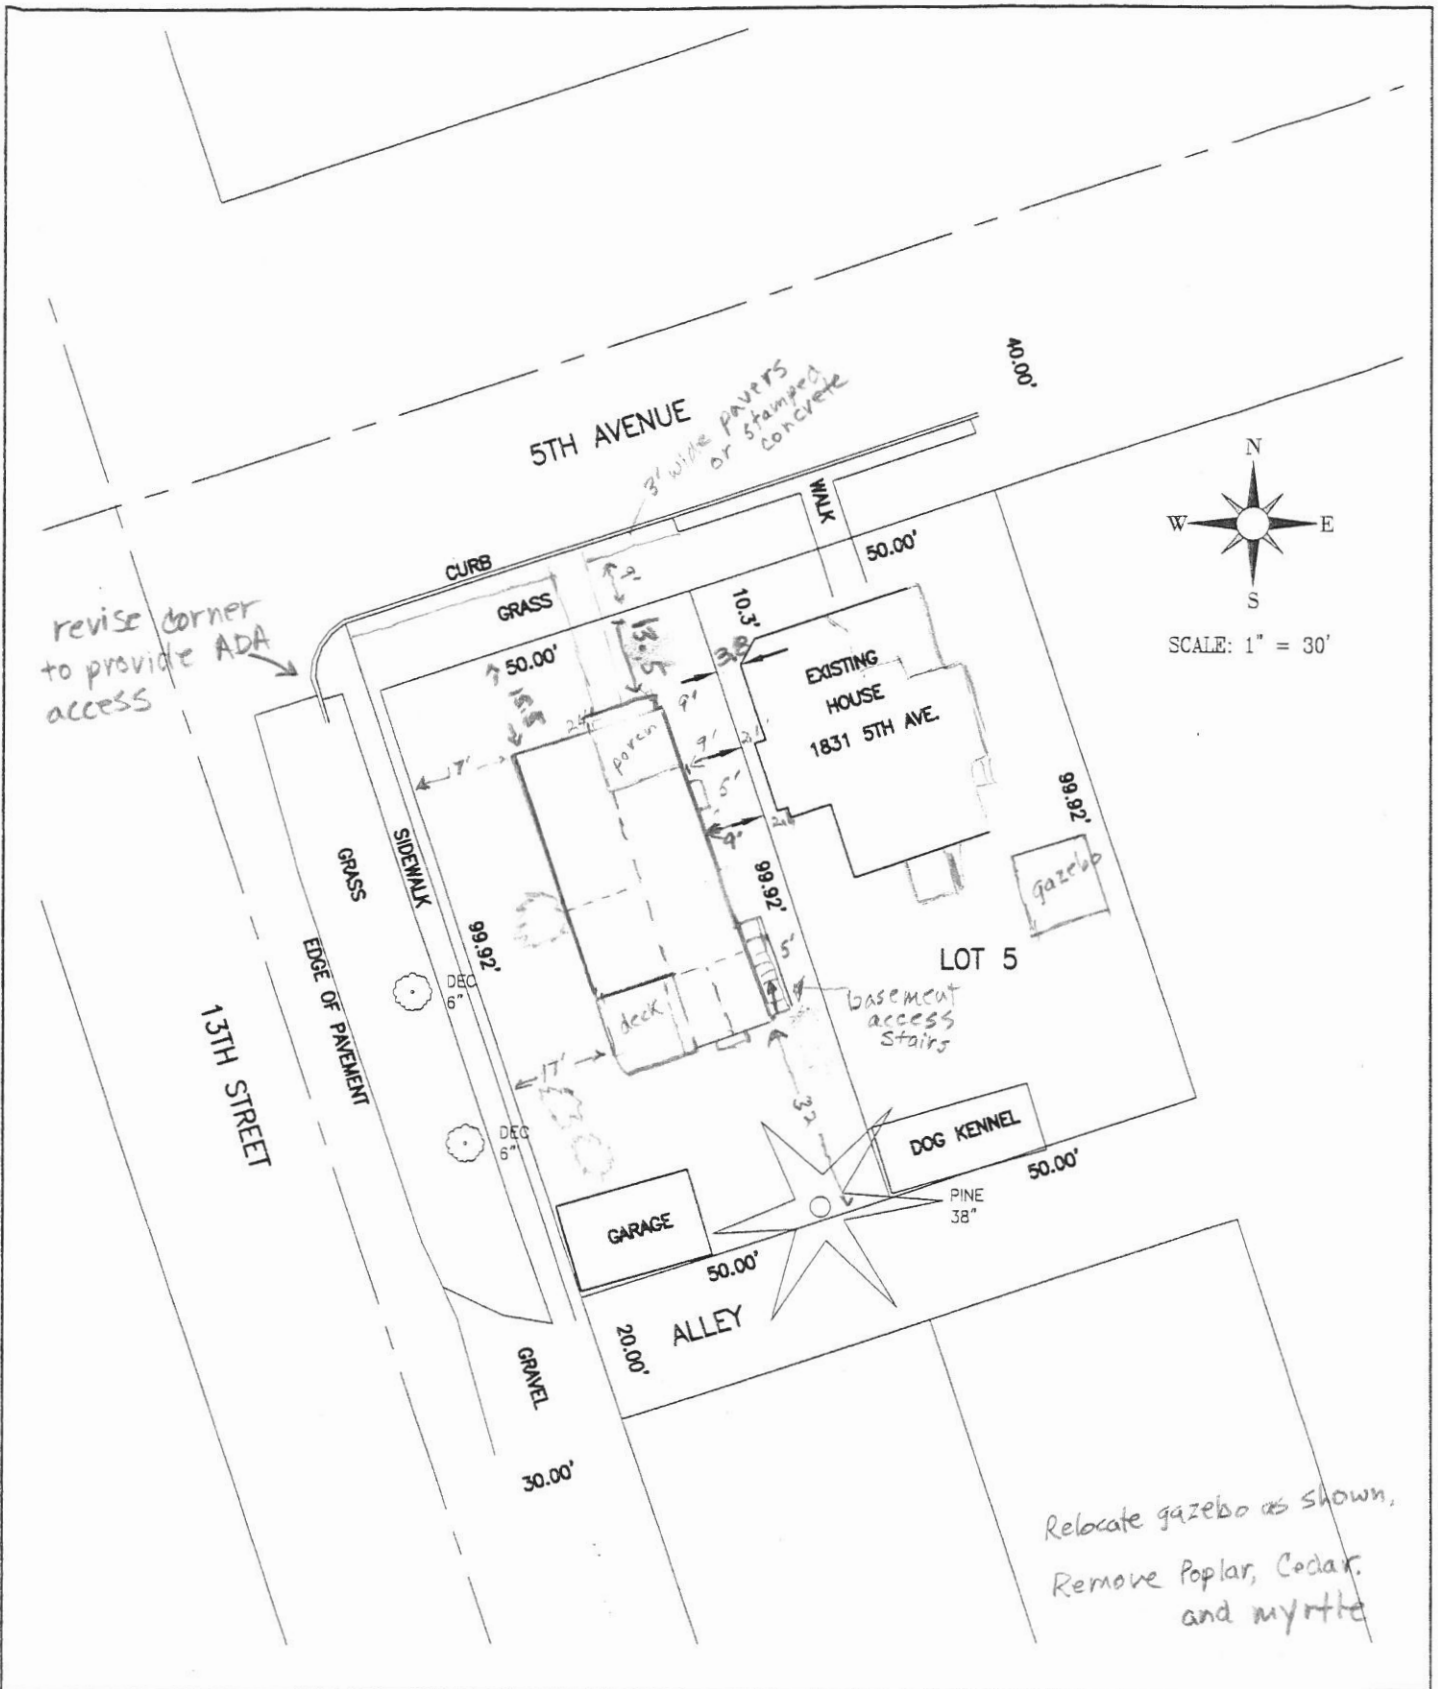 40.00'
5TH AVENUE
3' wide pavers
or stamped
concrete
N
W E
S
SCALE: 1" = 30'
WALK
50.00'
CURB
GRASS
9'
10.3'
revise corner
to provide ADA
access
50.00'
13.5
3.8
EXISTING
HOUSE
1831 5TH AVE.
9'
porch
9'
5'
9'
SIDEWALK
GRASS
99.92'
99.92'
99.92'
gazebo
LOT 5
DEC
6"
EDGE OF PAVEMENT
5'
deck
basement
access
stairs
13TH STREET
17'
32
DEC
6"
DOG KENNEL
50.00'
PINE
38"
GARAGE
50.00'
ALLEY
20.00'
GRAVEL
30.00'
Relocate gazebo as shown.
Remove Poplar, Cedar,
and myrtle